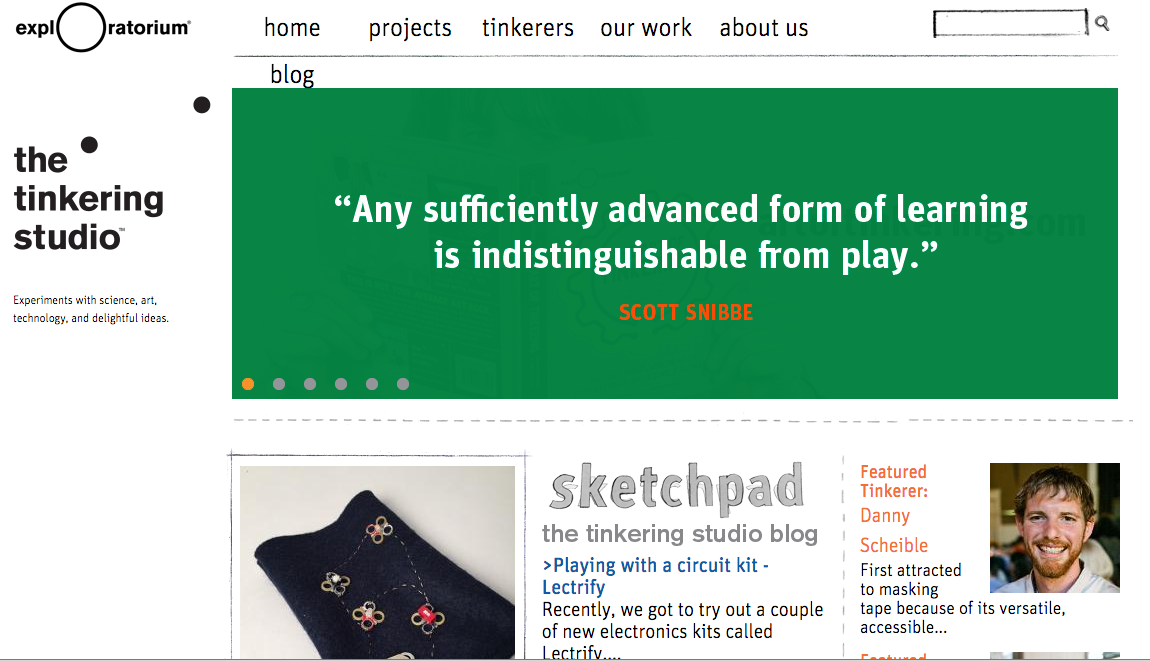 expl ratorium®
home projects tinkerers our work about us
blog
the
tinkering
studio™
Experiments with science, art,
technology, and delightful ideas.
“Any sufficiently advanced form of learning
is indistinguishable from play.”
SCOTT SNIBBE
sketchpad
the tinkering studio blog
>Playing with a circuit kit -
Lectrify
Recently, we got to try out a couple
of new electronics kits called
Lectrify....
Featured
Tinkerer:
Danny
Scheible
First attracted
to masking
tape because of its versatile,
accessible...
Featured